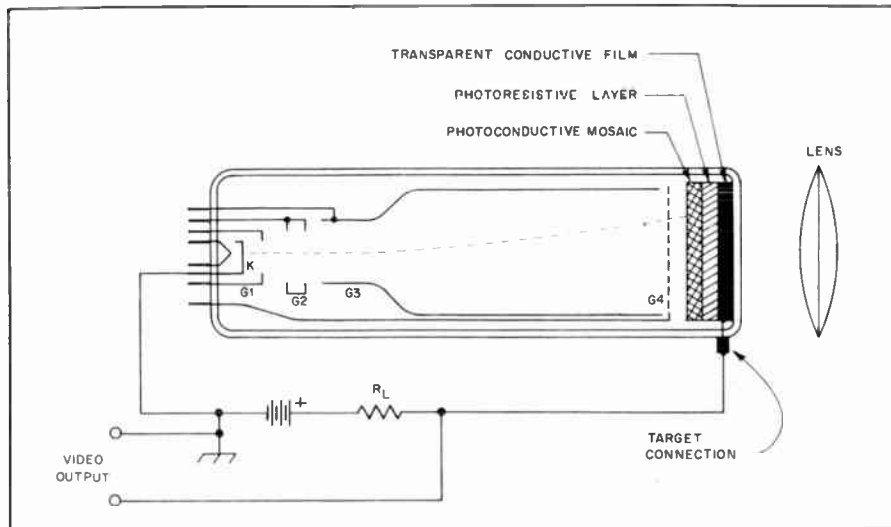 TRANSPARENT CONDUCTIVE FILM
PHOTORESISTIVE LAYER
PHOTOCONDUCTIVE MOSAIC
LENS
K
G1
G2
G3
G4
+
RL
VIDEO
OUTPUT
TARGET
CONNECTION